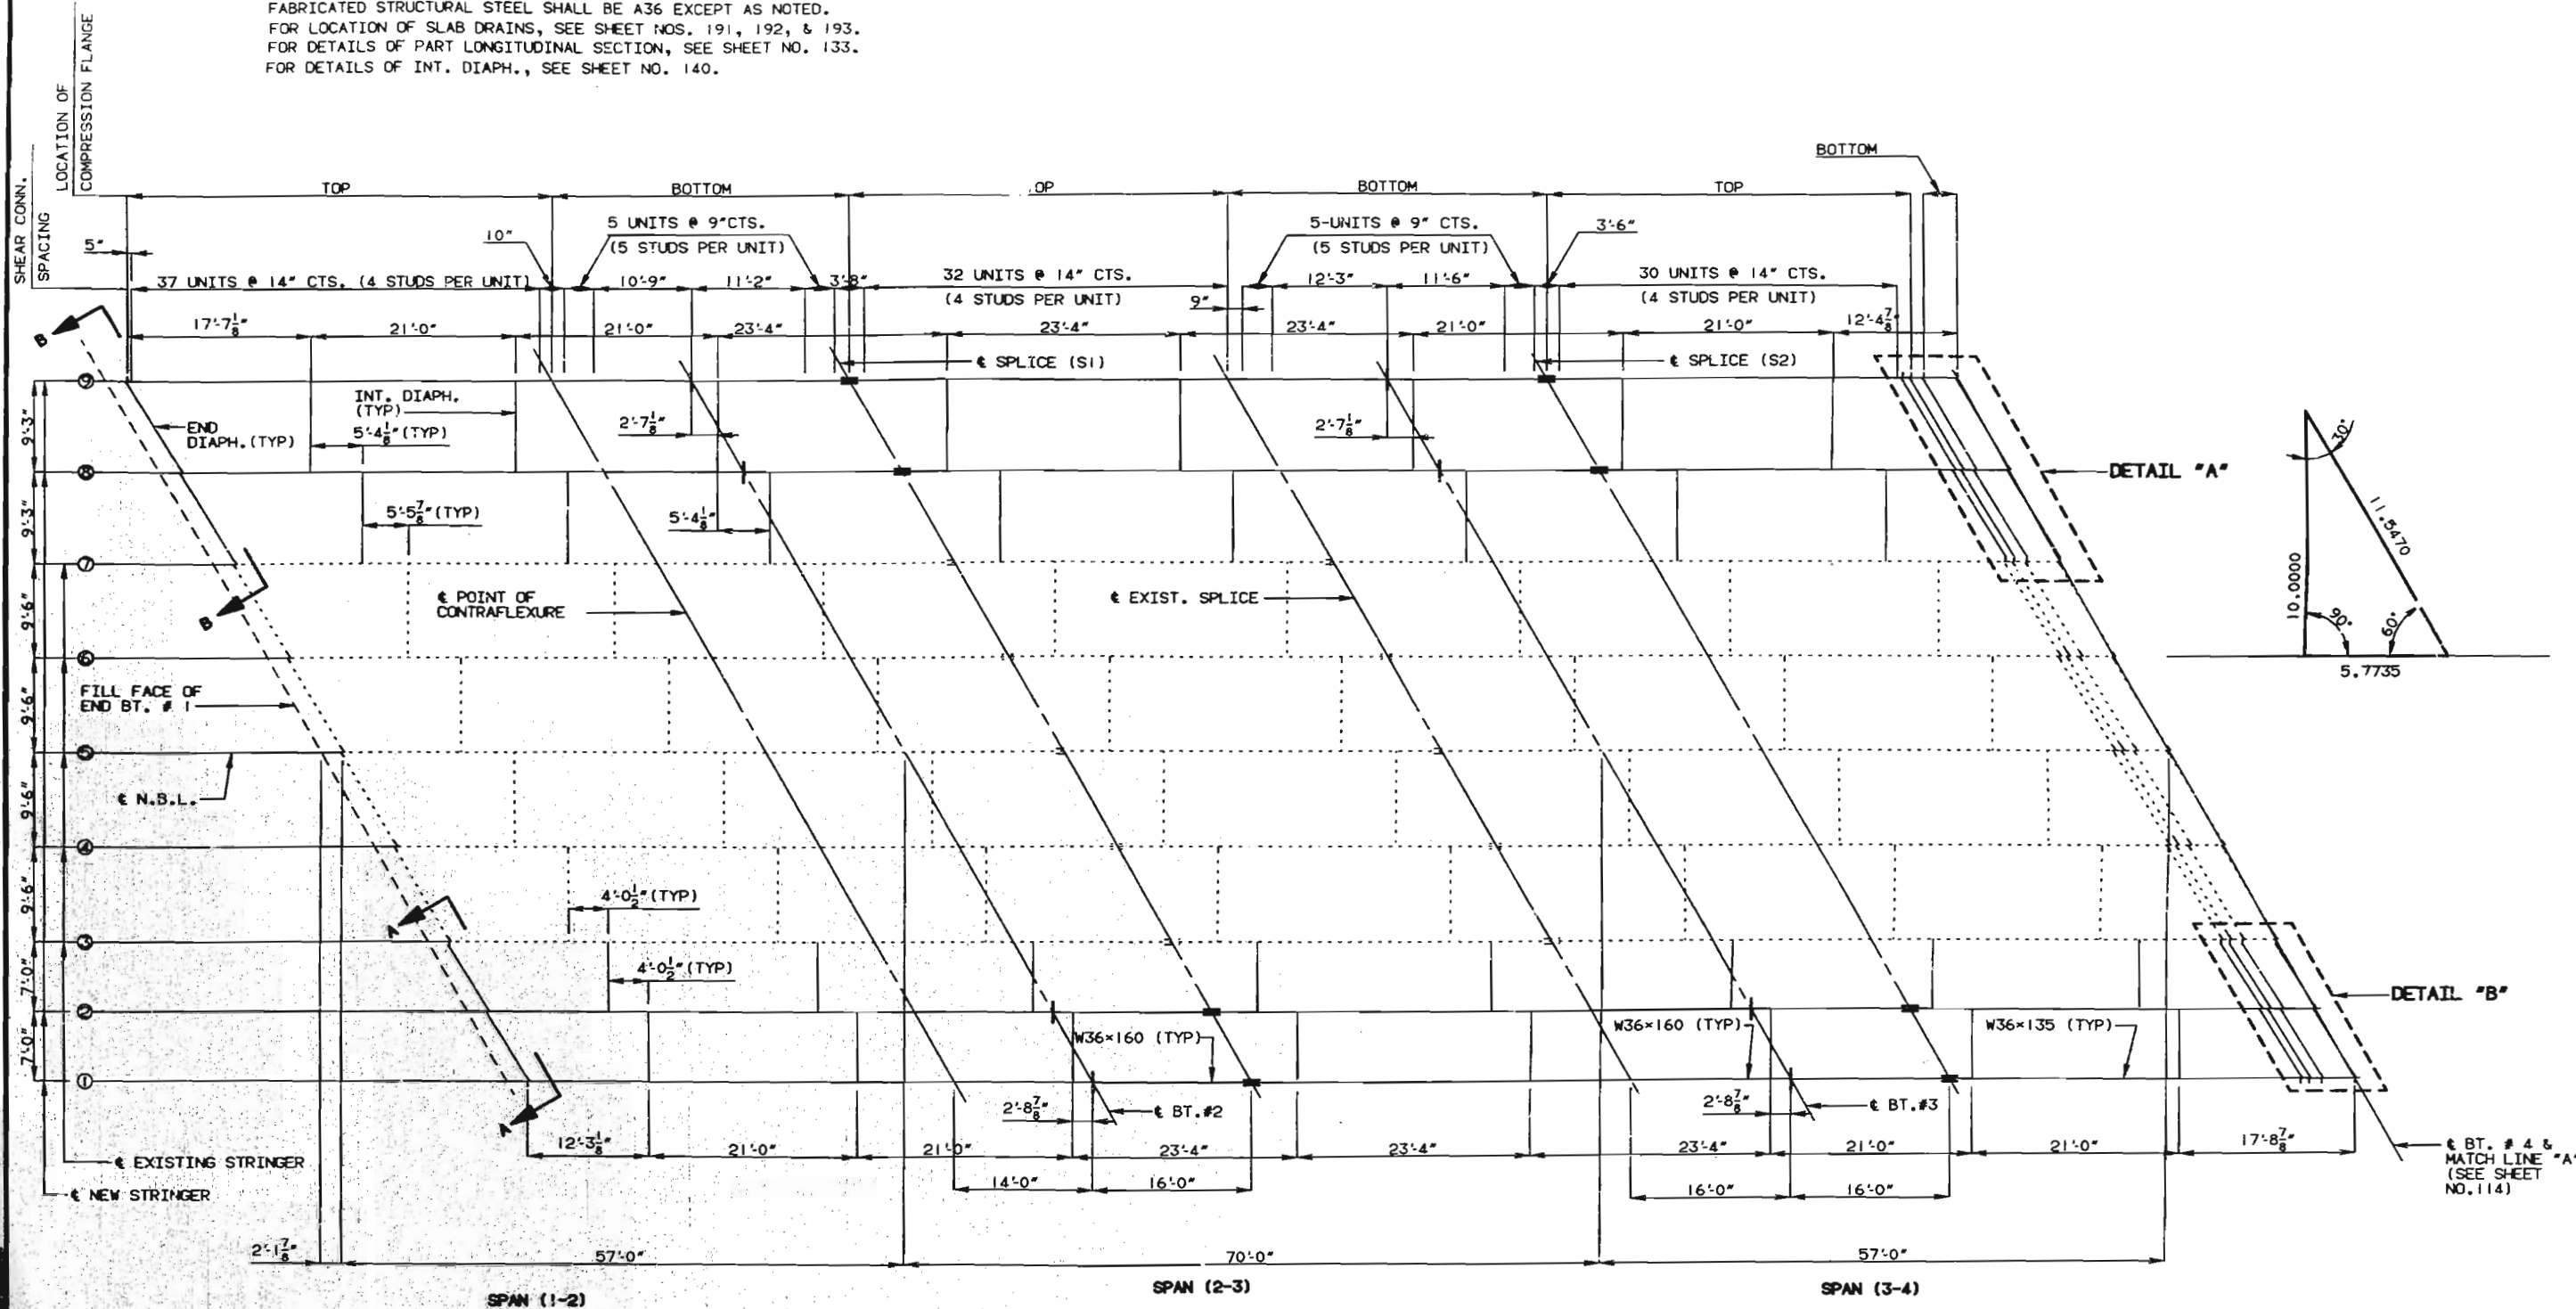 FABRICATED STRUCTURAL STEEL SHALL BE A36 EXCEPT AS NOTED.
FOR LOCATION OF SLAB DRAINS, SEE SHEET NOS. 191, 192, & 193.
FOR DETAILS OF PART LONGITUDINAL SECTION, SEE SHEET NO. 133.
FOR DETAILS OF INT. DIAPH., SEE SHEET NO. 140.
SHEAR CONN.
SPACING
LOCATION OF
COMPRESSION FLANGE
TOP
BOTTOM
OP
BOTTOM
TOP
BOTTOM
5"
10"
5 UNITS @ 9"CTS.
(5 STUDS PER UNIT)
5-UNITS @ 9" CTS.
(5 STUDS PER UNIT)
3'-6"
37 UNITS @ 14" CTS. (4 STUDS PER UNIT)
10'-9"
11'-2"
3'-8"
32 UNITS @ 14" CTS.
(4 STUDS PER UNIT)
9"
12'-3"
11'-6"
30 UNITS @ 14" CTS.
(4 STUDS PER UNIT)
17'-7 1/8"
21'-0"
21'-0"
23'-4"
23'-4"
23'-4"
21'-0"
21'-0"
12'-4 7/8"
B
℄ SPLICE (S1)
℄ SPLICE (S2)
9
INT. DIAPH.
(TYP)
END
DIAPH. (TYP)
5'-4 1/8" (TYP)
2'-7 1/8"
2'-7 1/8"
9'-3"
8
DETAIL "A"
30°
11.5470
10.0000
90°
60°
5.7735
9'-3"
5'-5 7/8" (TYP)
5'-4 1/8"
7
℄ POINT OF
CONTRAFLEXURE
℄ EXIST. SPLICE
B
9'-6"
6
FILL FACE OF
END BT. # 1
9'-6"
5
℄ N.B.L.
9'-6"
4
4'-0 1/2" (TYP)
9'-6"
A
3
4'-0 1/2" (TYP)
7'-0"
2
DETAIL "B"
W36×160 (TYP)
W36×160 (TYP)
W36×135 (TYP)
7'-0"
1
2'-8 7/8"
℄ BT.#2
2'-8 7/8"
℄ BT.#3
A
12'-3 1/8"
21'-0"
21'-0"
23'-4"
23'-4"
23'-4"
21'-0"
21'-0"
17'-8 7/8"
℄ EXISTING STRINGER
℄ NEW STRINGER
14'-0"
16'-0"
16'-0"
16'-0"
℄ BT. # 4 &
MATCH LINE "A"
(SEE SHEET
NO.114)
2'-1 7/8"
57'-0"
70'-0"
57'-0"
SPAN (1-2)
SPAN (2-3)
SPAN (3-4)